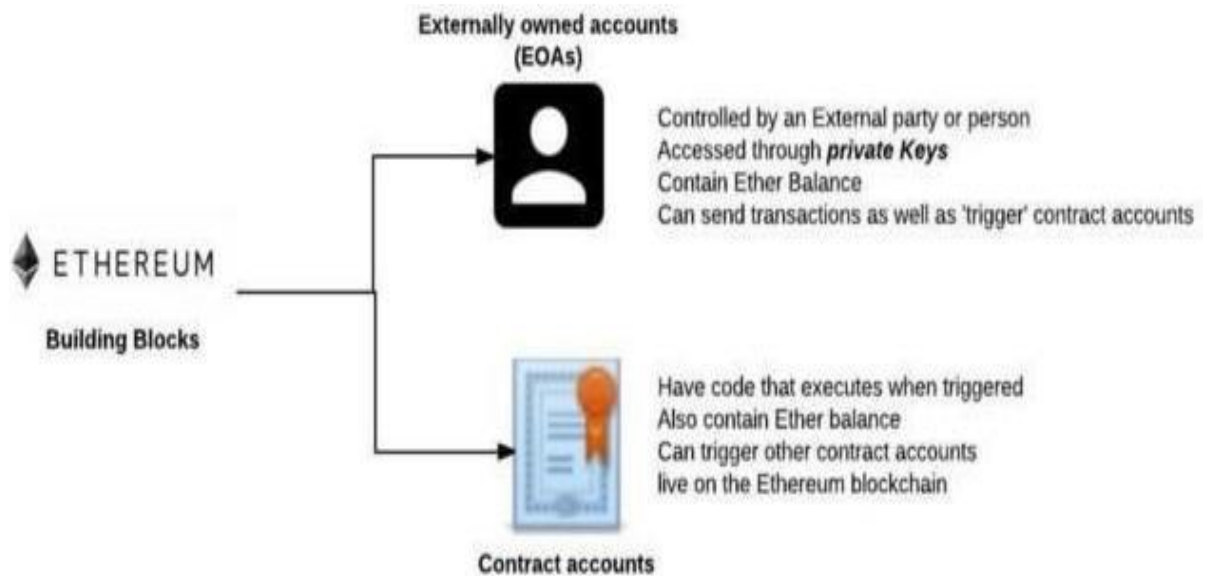 Externally owned accounts
(EOAs)
Controlled by an External party or person
Accessed through private Keys
Contain Ether Balance
Can send transactions as well as 'trigger' contract accounts
ETHEREUM
Building Blocks
Have code that executes when triggered
Also contain Ether balance
Can trigger other contract accounts
live on the Ethereum blockchain
Contract accounts